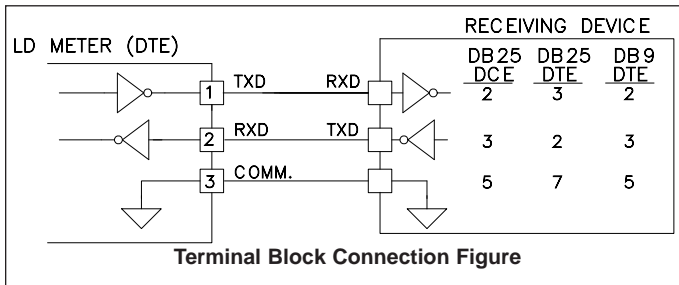 RECEIVING DEVICE
LD METER (DTE)
DB25 DB25 DB9
DCE DTE DTE
1 TXD RXD 2 3 2
2 RXD TXD 3 2 3
3 COMM. 5 7 5
Terminal Block Connection Figure